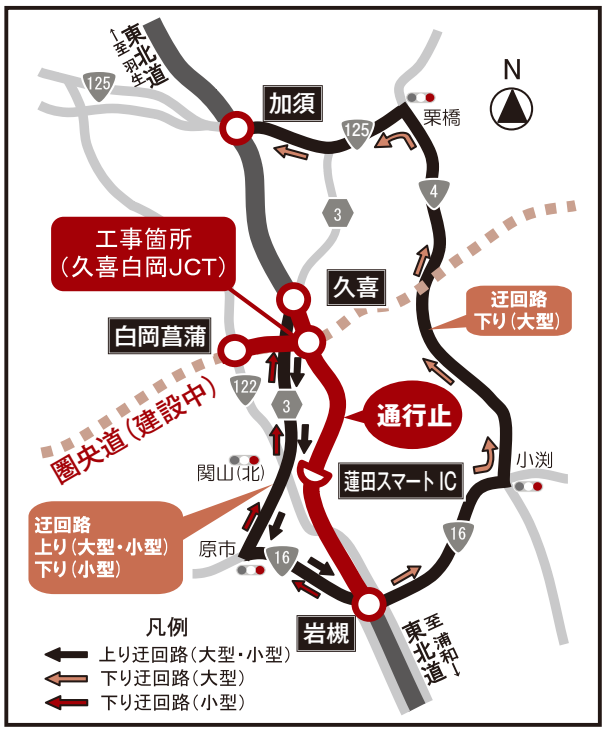 ↑至羽生
東北道
N
125
加須
125
栗橋
4
3
工事箇所
(久喜白岡JCT)
久喜
迂回路
下り(大型)
白岡菖蒲
122
3
通行止
圏央道(建設中)
関山(北)
蓮田スマートIC
小渕
迂回路
上り(大型・小型)
下り(小型)
原市
16
16
岩槻
東北道
至浦和↓
凡例
上り迂回路(大型・小型)
下り迂回路(大型)
下り迂回路(小型)